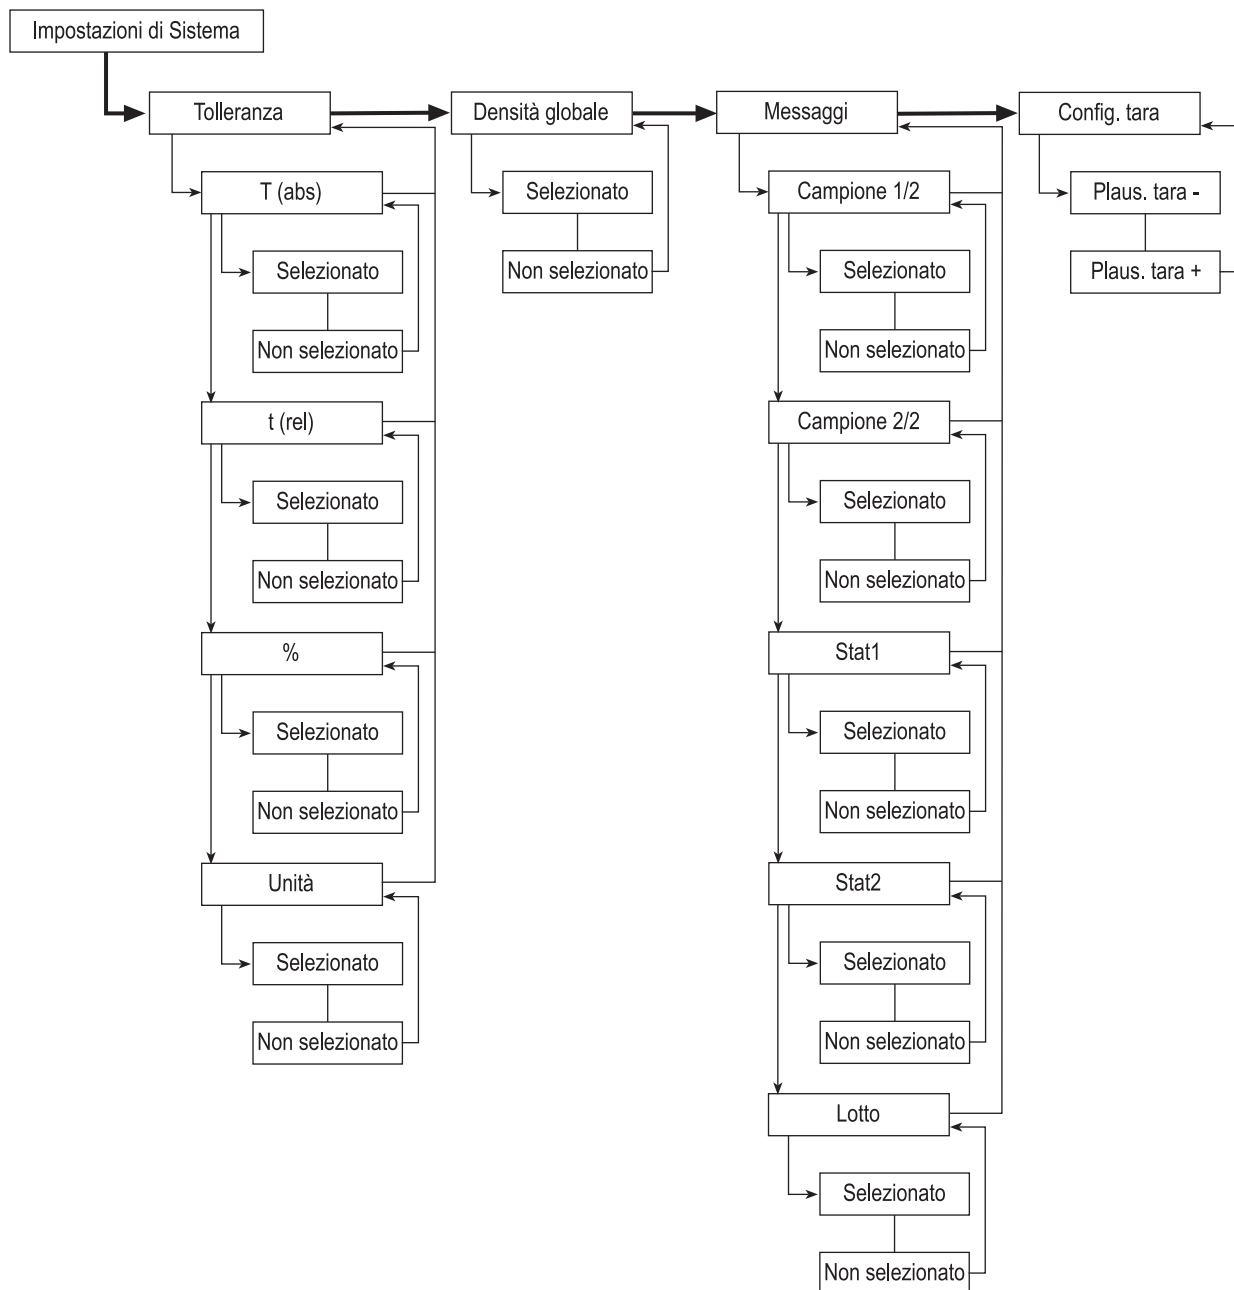 Impostazioni di Sistema
Tolleranza
T (abs)
Selezionato
Non selezionato
t (rel)
Selezionato
Non selezionato
%
Selezionato
Non selezionato
Unità
Selezionato
Non selezionato
Densità globale
Selezionato
Non selezionato
Messaggi
Campione 1/2
Selezionato
Non selezionato
Campione 2/2
Selezionato
Non selezionato
Stat1
Selezionato
Non selezionato
Stat2
Selezionato
Non selezionato
Lotto
Selezionato
Non selezionato
Config. tara
Plaus. tara -
Plaus. tara +